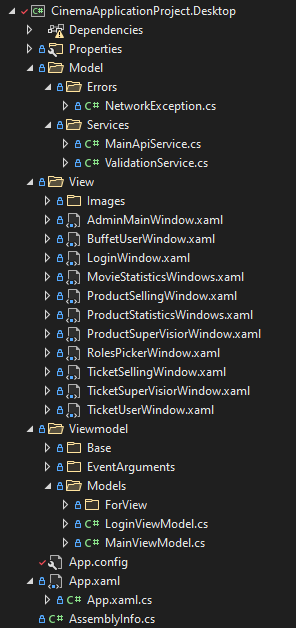 C# CinemaApplicationProject.Desktop
Dependencies
Properties
Model
Errors
C# NetworkException.cs
Services
C# MainApiService.cs
C# ValidationService.cs
View
Images
AdminMainWindow.xaml
BuffetUserWindow.xaml
LoginWindow.xaml
MovieStatisticsWindows.xaml
ProductSellingWindow.xaml
ProductStatisticsWindows.xaml
ProductSuperVisiorWindow.xaml
RolesPickerWindow.xaml
TicketSellingWindow.xaml
TicketSuperVisiorWindow.xaml
TicketUserWindow.xaml
Viewmodel
Base
EventArguments
Models
ForView
C# LoginViewModel.cs
C# MainViewModel.cs
App.config
App.xaml
C# App.xaml.cs
C# AssemblyInfo.cs